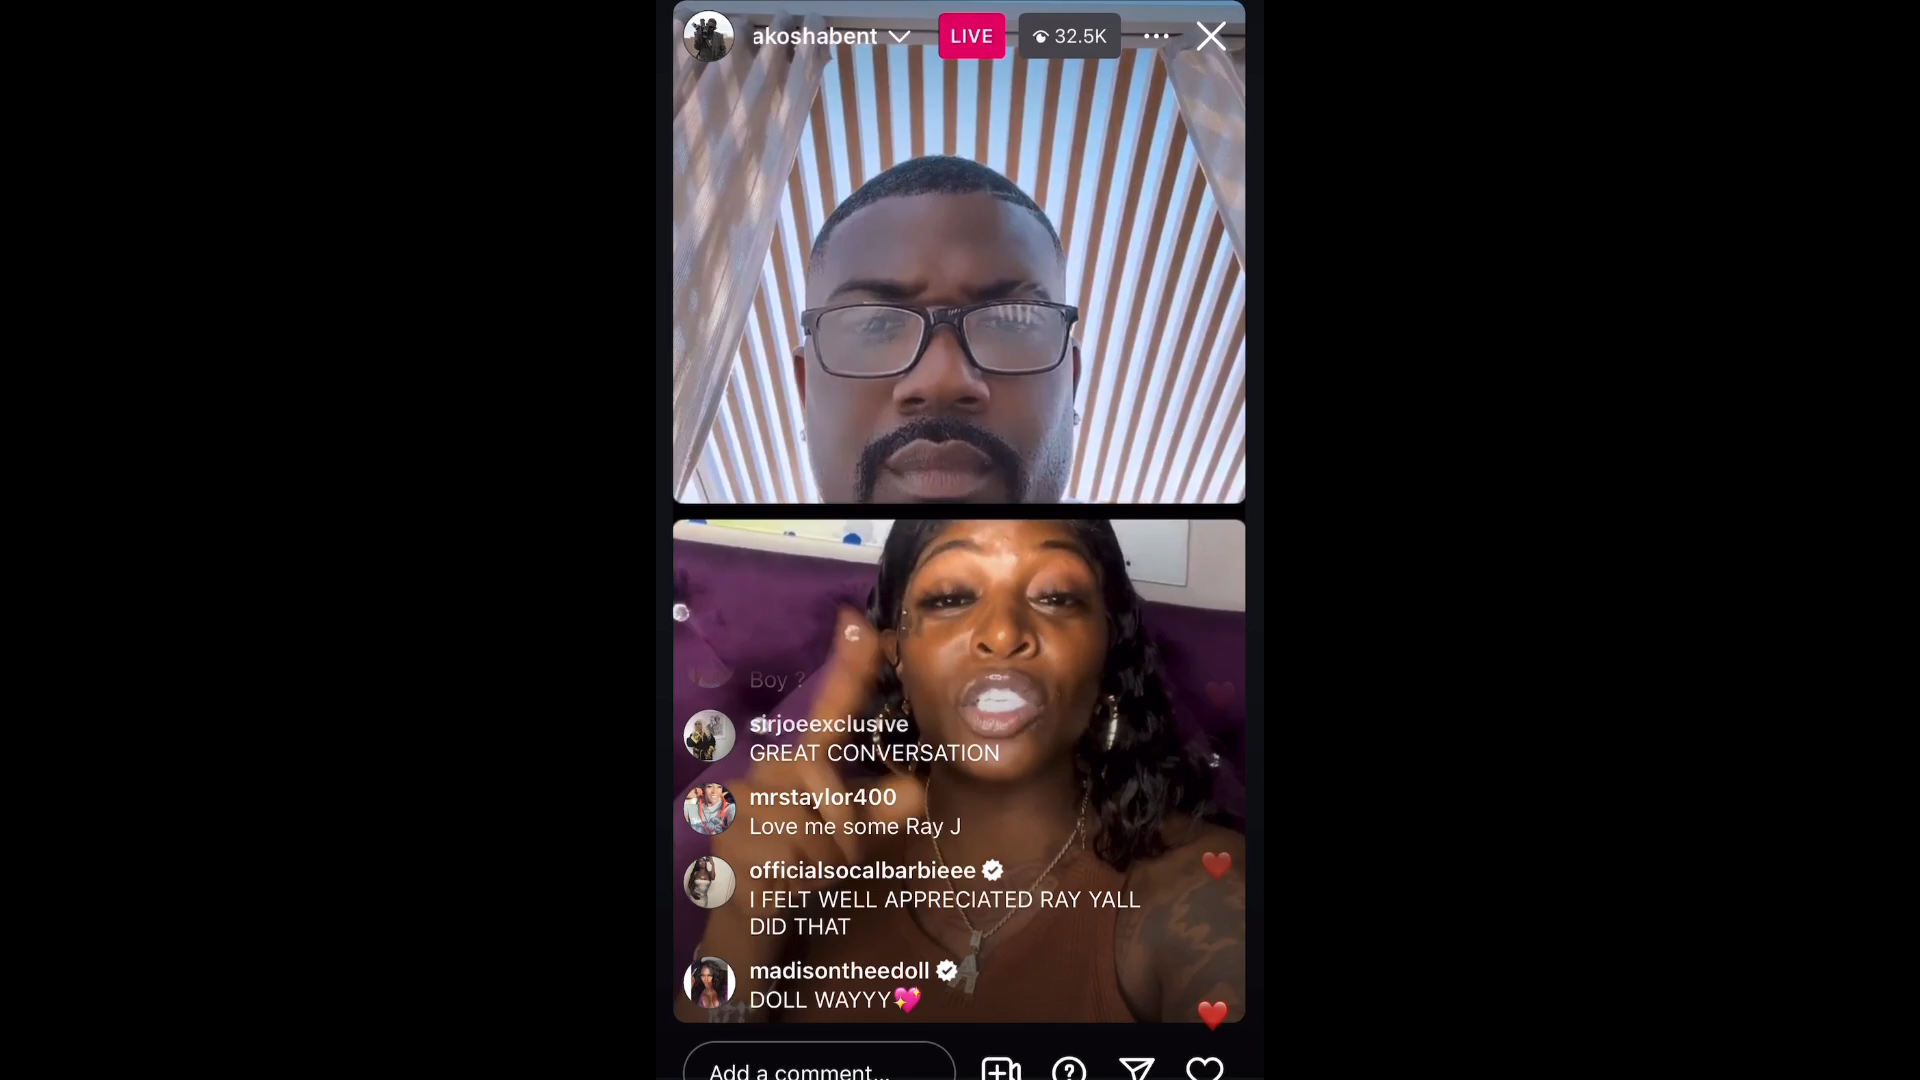 akoshabent
LIVE
32.5K
Boy ?
sirjoeexclusive
GREAT CONVERSATION
mrstaylor400
Love me some Ray J
officialsocalbarbieee
I FELT WELL APPRECIATED RAY YALL
DID THAT
madisontheedoll
DOLL WAYYY💖
Add a comment...